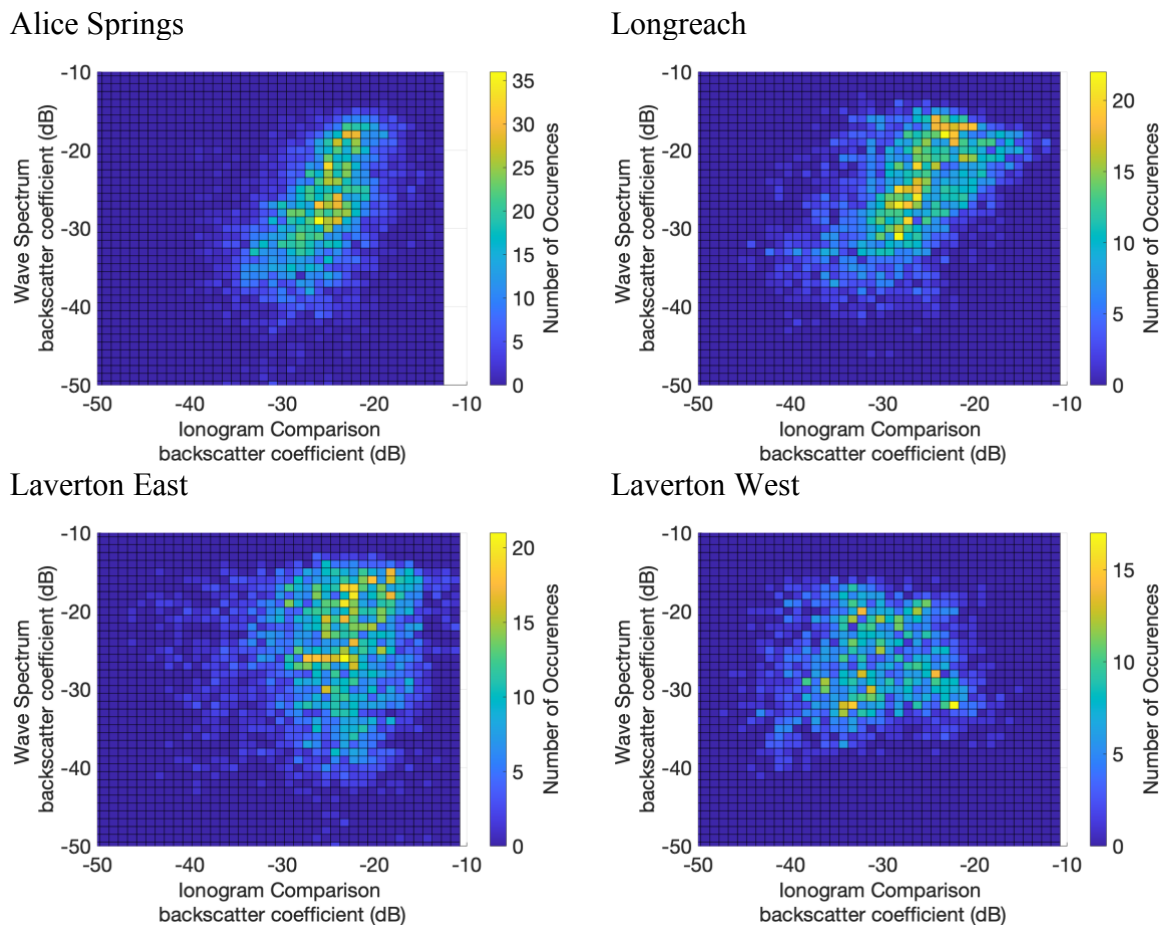 Alice Springs
-10
-20
-30
-40
-50
-50
-40
-30
-20
-10
Wave Spectrum
backscatter coefficient (dB)
Ionogram Comparison
backscatter coefficient (dB)
35
30
25
20
15
10
5
0
Number of Occurences
Longreach
-10
-20
-30
-40
-50
-50
-40
-30
-20
-10
Wave Spectrum
backscatter coefficient (dB)
Ionogram Comparison
backscatter coefficient (dB)
20
15
10
5
0
Number of Occurences
Laverton East
-10
-20
-30
-40
-50
-50
-40
-30
-20
-10
Wave Spectrum
backscatter coefficient (dB)
Ionogram Comparison
backscatter coefficient (dB)
20
15
10
5
0
Number of Occurences
Laverton West
-10
-20
-30
-40
-50
-50
-40
-30
-20
-10
Wave Spectrum
backscatter coefficient (dB)
Ionogram Comparison
backscatter coefficient (dB)
15
10
5
0
Number of Occurences